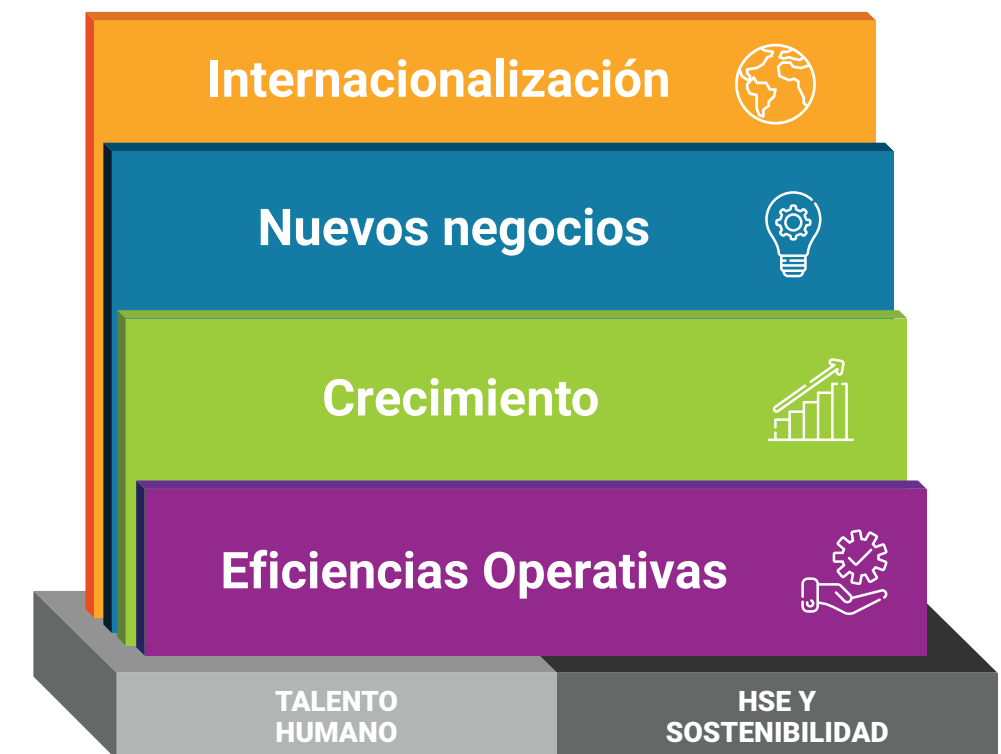 Internacionalización
Nuevos negocios
Crecimiento
Eficiencias Operativas
TALENTO
HUMANO
HSE Y
SOSTENIBILIDAD